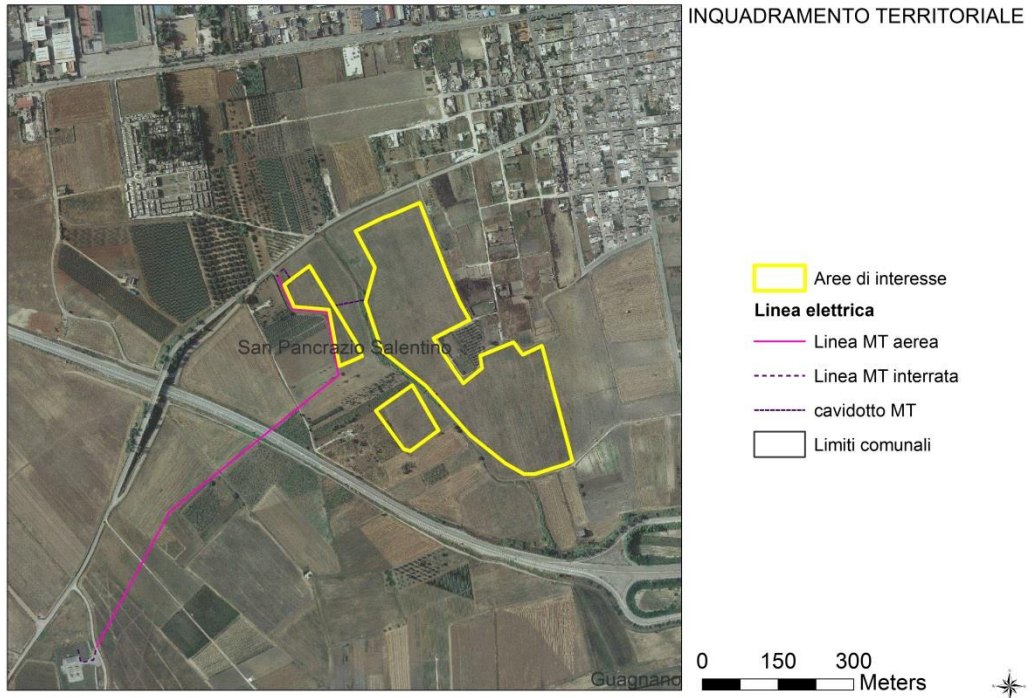 INQUADRAMENTO TERRITORIALE
San Pancrazio Salentino
Guagnano
Aree di interesse
Linea elettrica
Linea MT aerea
Linea MT interrata
cavidotto MT
Limiti comunali
0 150 300
Meters